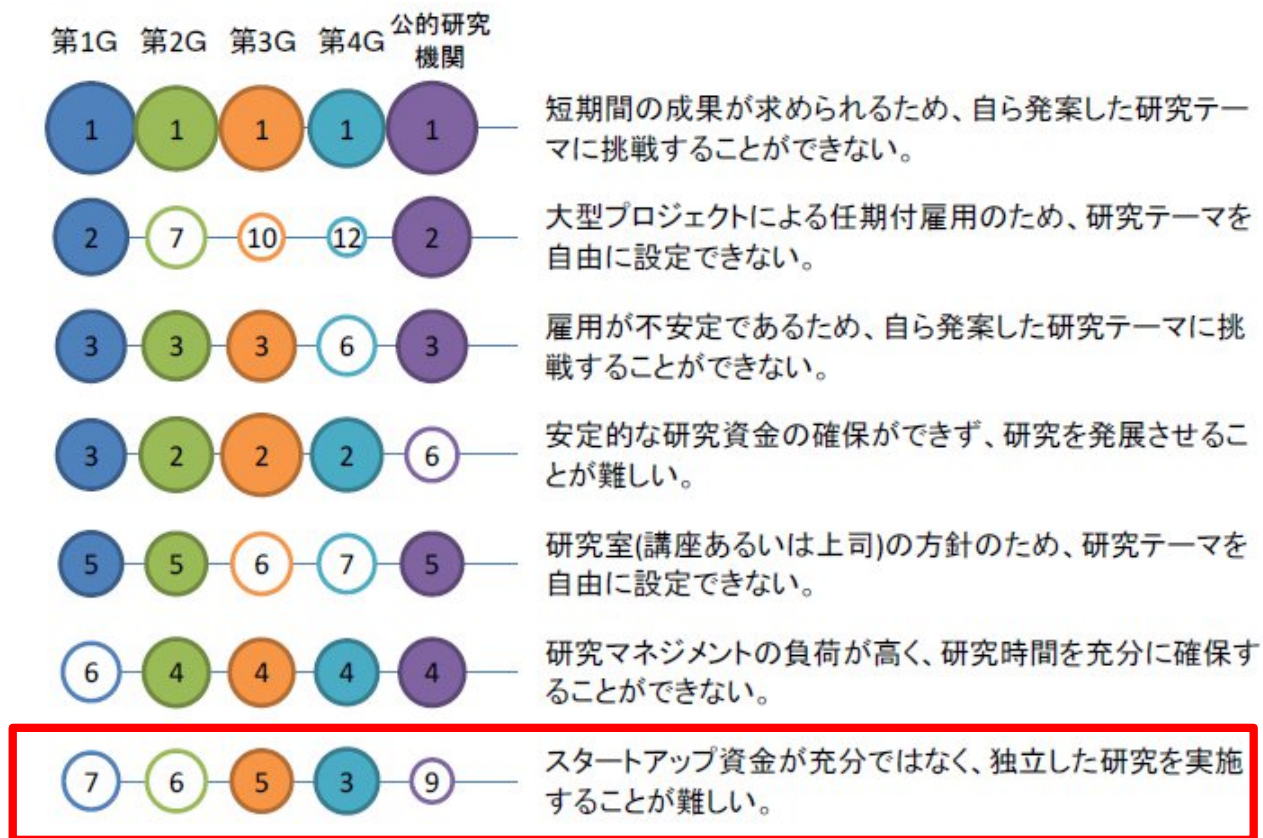 第1G 第2G 第3G 第4G 公的研究
機関
1 1 1 1 1 短期間の成果が求められるため、自ら発案した研究テー
マに挑戦することができない。
2 7 10 12 2 大型プロジェクトによる任期付雇用のため、研究テーマを
自由に設定できない。
3 3 3 6 3 雇用が不安定であるため、自ら発案した研究テーマに挑
戦することができない。
3 2 2 2 6 安定的な研究資金の確保ができず、研究を発展させるこ
とが難しい。
5 5 6 7 5 研究室(講座あるいは上司)の方針のため、研究テーマを
自由に設定できない。
6 4 4 4 4 研究マネジメントの負荷が高く、研究時間を充分に確保す
ることができない。
7 6 5 3 9 スタートアップ資金が充分ではなく、独立した研究を実施
することが難しい。